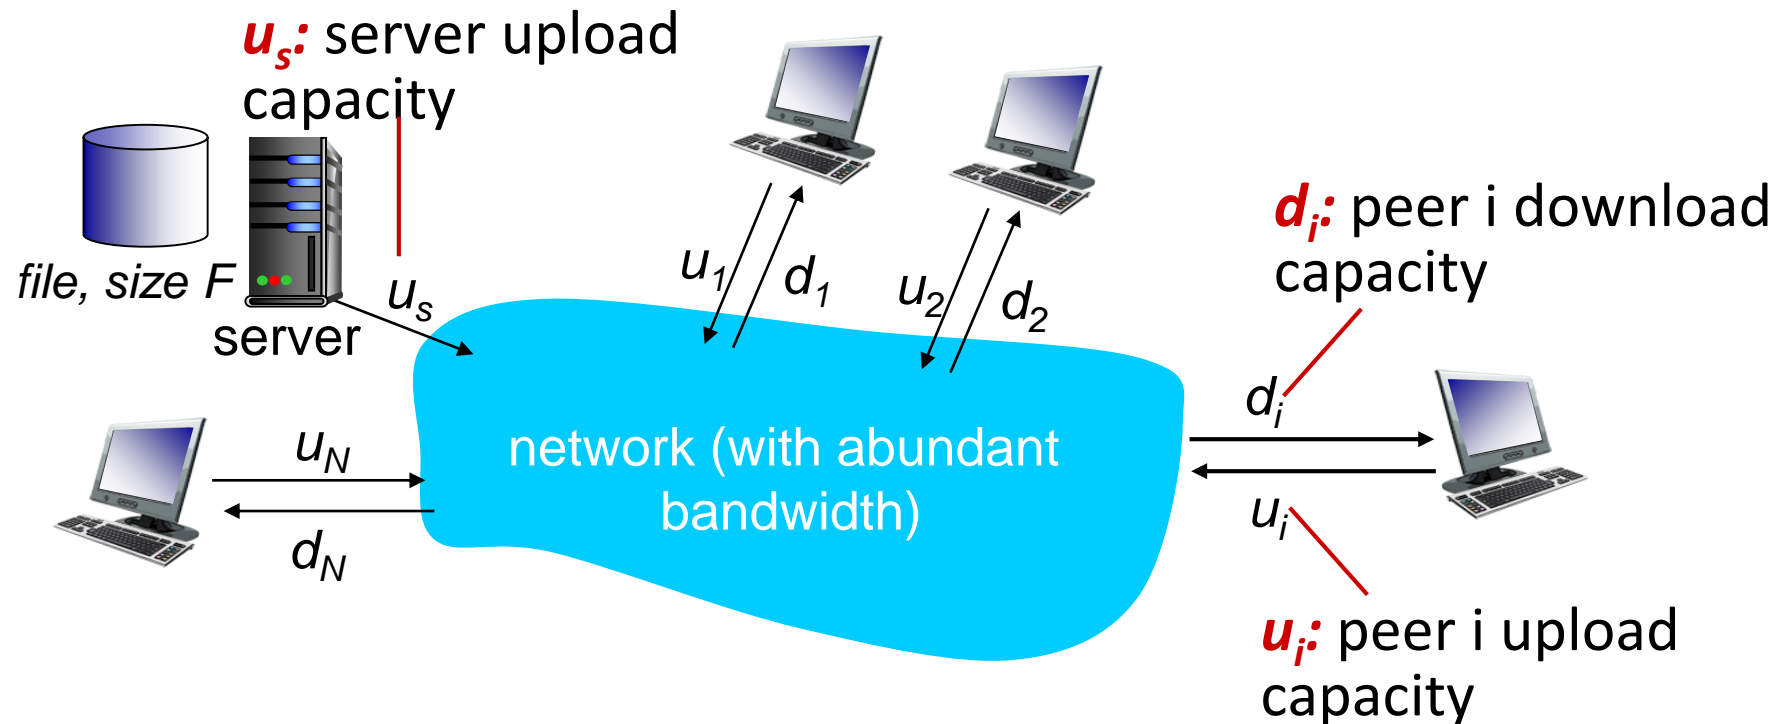 us: server upload
capacity
file, size F
server
us
u1
d1
u2
d2
di: peer i download
capacity
di
ui
uN
dN
network (with abundant
bandwidth)
ui: peer i upload
capacity